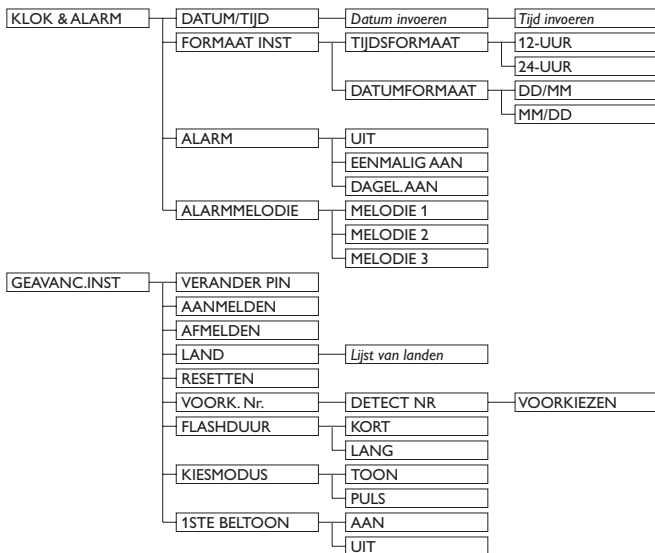 KLOK & ALARM DATUM/TIJD Datum invoeren Tijd invoeren
FORMAAT INST TIJDSFORMAAT 12-UUR
24-UUR
DATUMFORMAAT DD/MM
MM/DD
ALARM UIT
EENMALIG AAN
DAGEL.AAN
ALARMMELODIE MELODIE 1
MELODIE 2
MELODIE 3
GEAVANC.INST VERANDER PIN
AANMELDEN
AFMELDEN
LAND Lijst van landen
RESETTEN
VOORK. Nr. DETECT NR VOORKIEZEN
FLASHDUUR KORT
LANG
KIESMODUS TOON
PULS
1STE BELTOON AAN
UIT